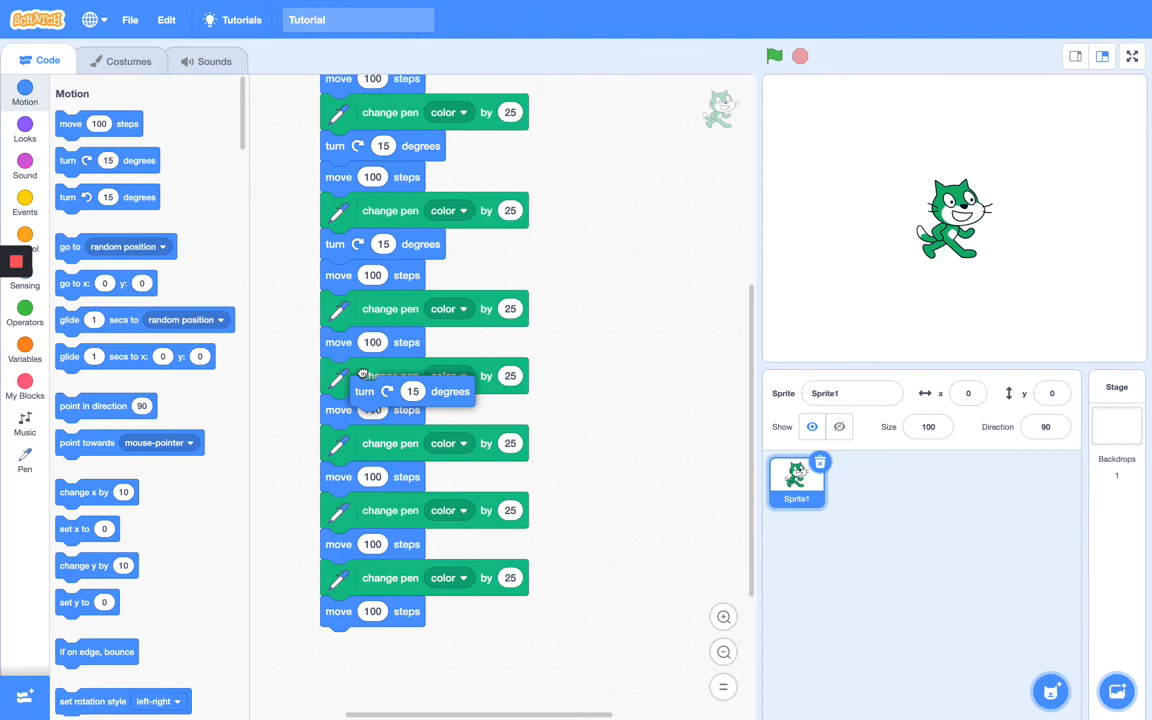 SCRATCH File Edit Tutorials Tutorial
Code Costumes Sounds
Motion
Looks
Sound
Events
Sensing
Operators
Variables
My Blocks
Music
Pen
Motion
move 100 steps
turn 15 degrees
turn 15 degrees
go to random position
go to x: 0 y: 0
glide 1 secs to random position
glide 1 secs to x: 0 y: 0
point in direction 90
point towards mouse-pointer
change x by 10
set x to 0
change y by 10
set y to 0
if on edge, bounce
set rotation style left-right
move 100 steps
change pen color by 25
turn 15 degrees
move 100 steps
change pen color by 25
turn 15 degrees
move 100 steps
change pen color by 25
move 100 steps
by 25
turn 15 degrees
move steps
change pen color by 25
move 100 steps
change pen color by 25
move 100 steps
change pen color by 25
move 100 steps
Sprite Sprite1 x 0 y 0
Show Size 100 Direction 90
Sprite1
Stage
Backdrops
1